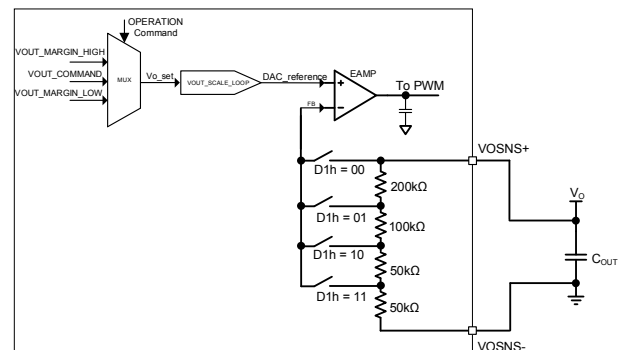 OPERATION
Command
VOUT_MARGIN_HIGH
VOUT_COMMAND
VOUT_MARGIN_LOW
MUX
Vo_set
VOUT_SCALE_LOOP
DAC_reference
EAMP
+
To PWM
FB
−
VOSNS+
D1h = 00
200kΩ
D1h = 01
100kΩ
D1h = 10
50kΩ
D1h = 11
50kΩ
VO
COUT
VOSNS-